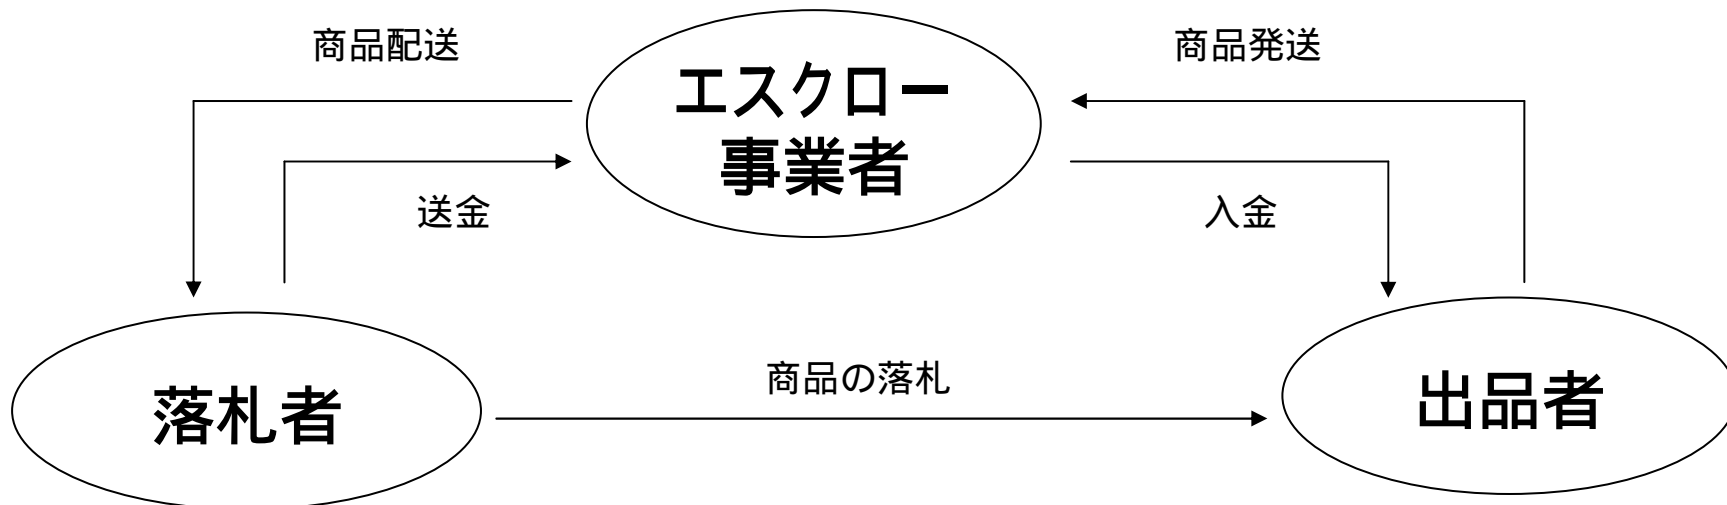 商品配送
商品発送
エスクロー
事業者
送金
入金
商品の落札
落札者
出品者